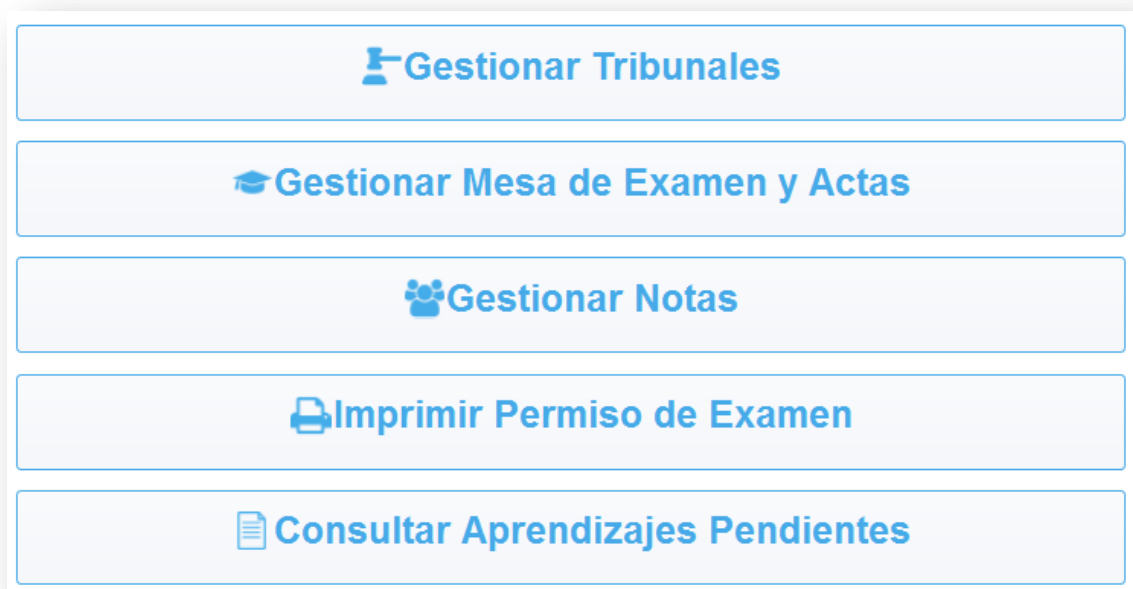 Gestionar Tribunales
Gestionar Mesa de Examen y Actas
Gestionar Notas
Imprimir Permiso de Examen
Consultar Aprendizajes Pendientes